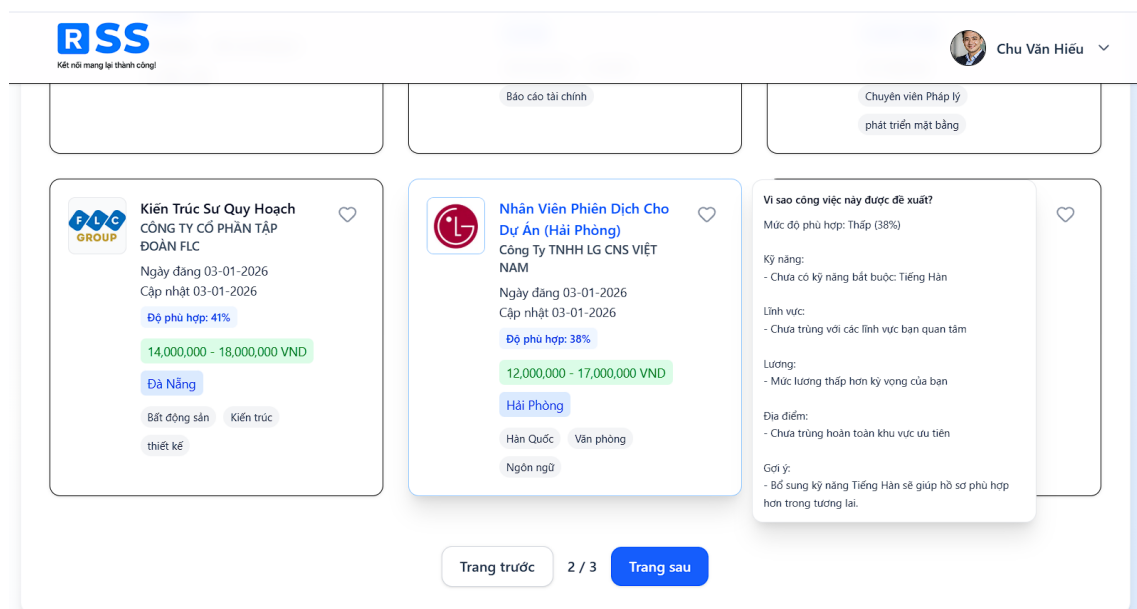 RSS
Kết nối mang lại thành công!
Chu Văn Hiếu
Báo cáo tài chính
Chuyên viên Pháp lý
phát triển mặt bằng
FLC
GROUP
Kiến Trúc Sư Quy Hoạch
CÔNG TY CỔ PHẦN TẬP
ĐOÀN FLC
Ngày đăng 03-01-2026
Cập nhật 03-01-2026
Độ phù hợp: 41%
14,000,000 - 18,000,000 VND
Đà Nẵng
Bất động sản
Kiến trúc
thiết kế
Nhân Viên Phiên Dịch Cho
Dự Án (Hải Phòng)
Công Ty TNHH LG CNS VIỆT
NAM
Ngày đăng 03-01-2026
Cập nhật 03-01-2026
Độ phù hợp: 38%
12,000,000 - 17,000,000 VND
Hải Phòng
Hàn Quốc
Văn phòng
Ngôn ngữ
Vì sao công việc này được đề xuất?
Mức độ phù hợp: Thấp (38%)
Kỹ năng:
- Chưa có kỹ năng bắt buộc: Tiếng Hàn
Lĩnh vực:
- Chưa trùng với các lĩnh vực bạn quan tâm
Lương:
- Mức lương thấp hơn kỳ vọng của bạn
Địa điểm:
- Chưa trùng hoàn toàn khu vực ưu tiên
Gợi ý:
- Bổ sung kỹ năng Tiếng Hàn sẽ giúp hồ sơ phù hợp
hơn trong tương lai.
Trang trước
2 / 3
Trang sau